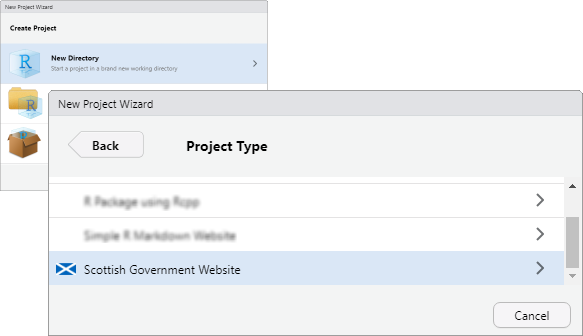 New Project Wizard
Create Project
New Directory
Start a project in a brand new working directory
New Project Wizard
Back
Project Type
R Package using Rcpp
Simple R Markdown Website
Scottish Government Website
Cancel